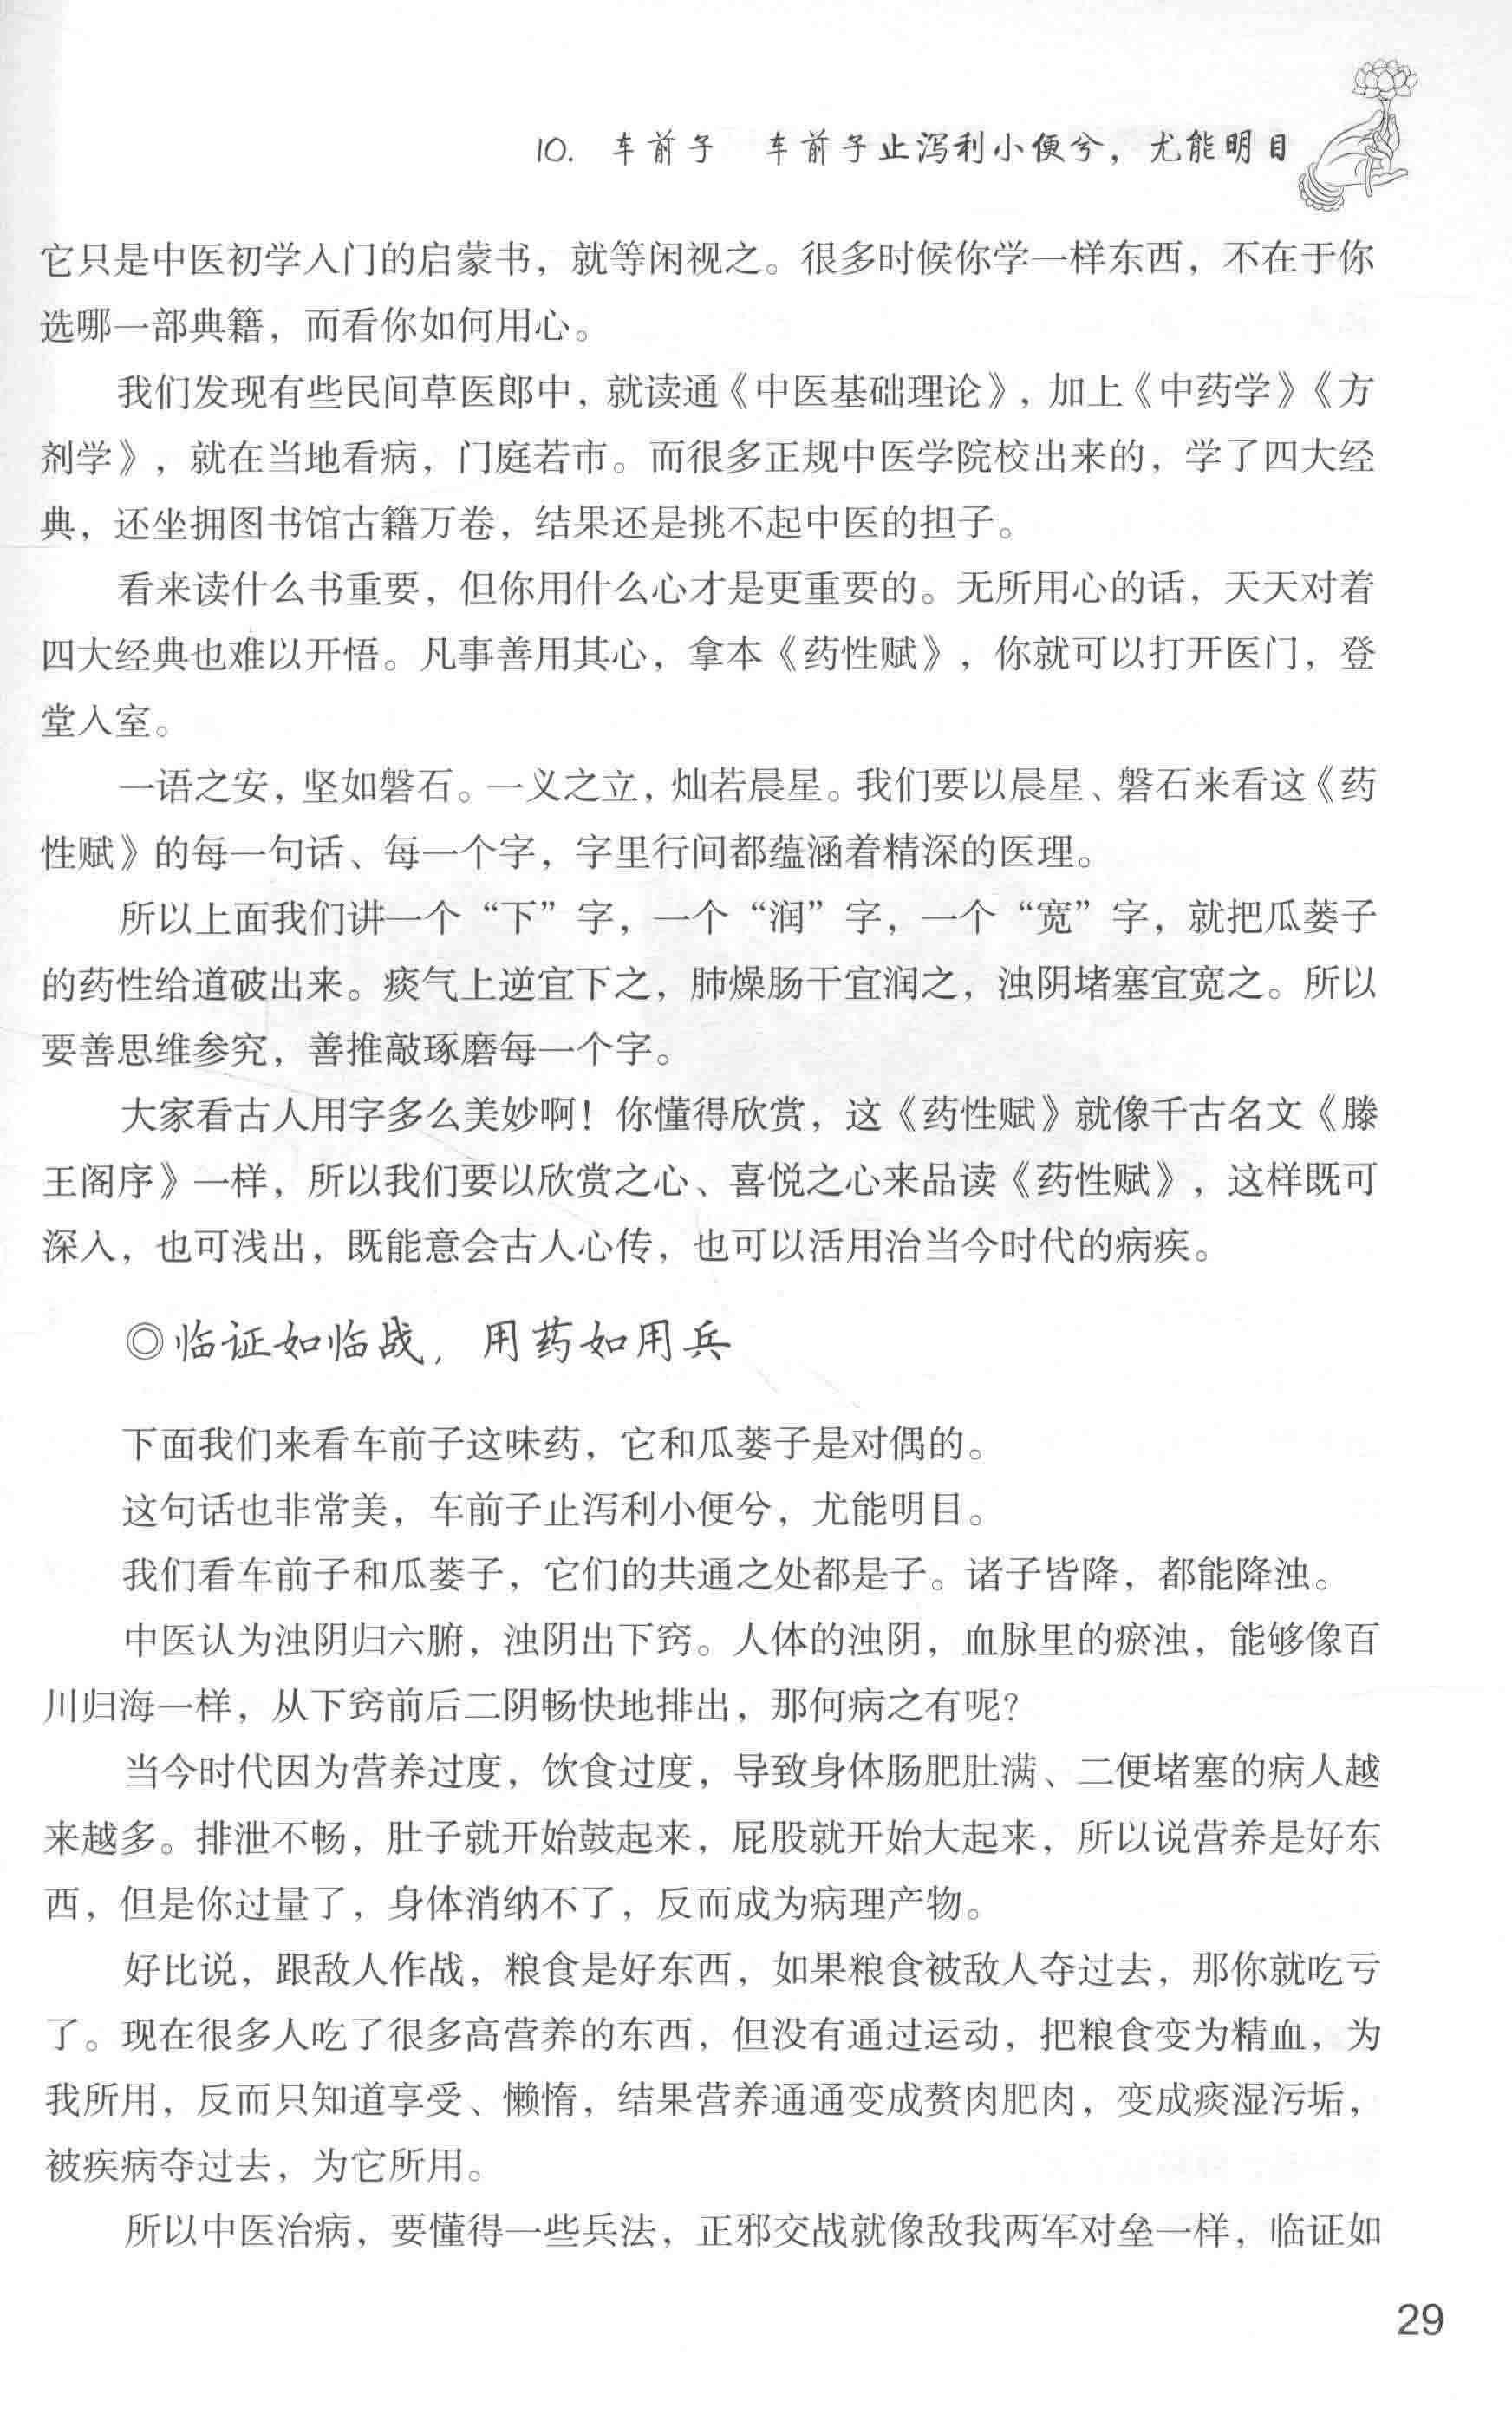 10. 车前子 车前子止泻利小便兮，尤能明目
它只是中医初学入门的启蒙书，就等闲视之。很多时候你学一样东西，不在于你
选哪一部典籍，而看你如何用心。
我们发现有些民间草医郎中，就读通《中医基础理论》，加上《中药学》《方
剂学》，就在当地看病，门庭若市。而很多正规中医学院校出来的，学了四大经
典，还坐拥图书馆古籍万卷，结果还是挑不起中医的担子。
看来读什么书重要，但你用什么心才是更重要的。无所用心的话，天天对着
四大经典也难以开悟。凡事善用其心，拿本《药性赋》，你就可以打开医门，登
堂入室。
一语之安，坚如磐石。一义之立，灿若晨星。我们要以晨星、磐石来看这《药
性赋》的每一句话、每一个字，字里行间都蕴涵着精深的医理。
所以上面我们讲一个“下”字，一个“润”字，一个“宽”字，就把瓜蒌子
的药性给道破出来。痰气上逆宜下之，肺燥肠干宜润之，浊阴堵塞宜宽之。所以
要善思维参究，善推敲琢磨每一个字。
大家看古人用字多么美妙啊！你懂得欣赏，这《药性赋》就像千古名文《滕
王阁序》一样，所以我们要以欣赏之心、喜悦之心来品读《药性赋》，这样既可
深入，也可浅出，既能意会古人心传，也可以活用治当今时代的病疾。
◎临证如临战，用药如用兵
下面我们来看车前子这味药，它和瓜蒌子是对偶的。
这句话也非常美，车前子止泻利小便兮，尤能明目。
我们看车前子和瓜蒌子，它们的共通之处都是子。诸子皆降，都能降浊。
中医认为浊阴归六腑，浊阴出下窍。人体的浊阴，血脉里的瘀浊，能够像百
川归海一样，从下窍前后二阴畅快地排出，那何病之有呢？
当今时代因为营养过度，饮食过度，导致身体肠肥肚满、二便堵塞的病人越
来越多。排泄不畅，肚子就开始鼓起来，屁股就开始大起来，所以说营养是好东
西，但是你过量了，身体消纳不了，反而成为病理产物。
好比说，跟敌人作战，粮食是好东西，如果粮食被敌人夺过去，那你就吃亏
了。现在很多人吃了很多高营养的东西，但没有通过运动，把粮食变为精血，为
我所用，反而只知道享受、懒惰，结果营养通通变成赘肉肥肉，变成痰湿污垢，
被疾病夺过去，为它所用。
所以中医治病，要懂得一些兵法，正邪交战就像敌我两军对垒一样，临证如
29